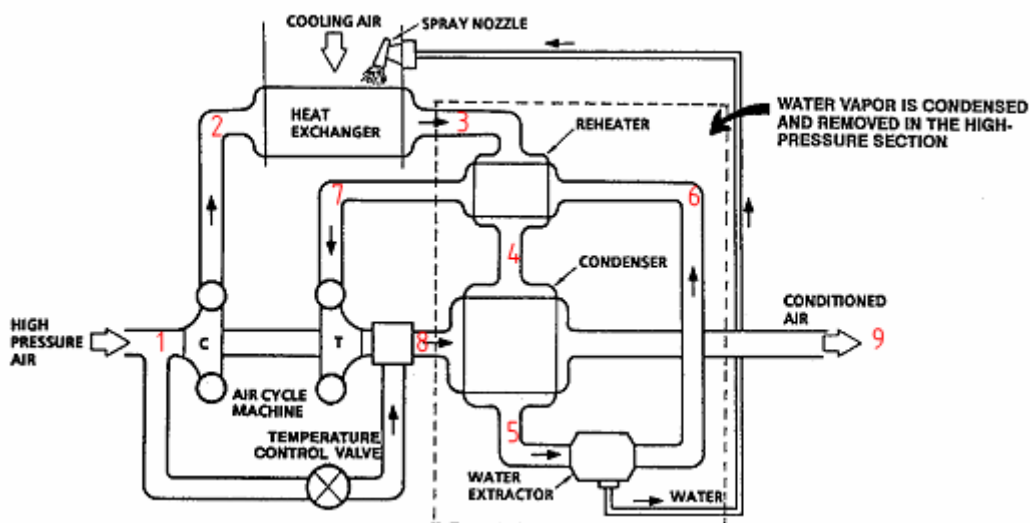 COOLING AIR
SPRAY NOZZLE
HEAT
EXCHANGER
2
3
REHEATER
WATER VAPOR IS CONDENSED
AND REMOVED IN THE HIGH-
PRESSURE SECTION
7
6
4
CONDENSER
CONDITIONED
AIR
9
HIGH
PRESSURE
AIR
1
C
T
8
AIR CYCLE
MACHINE
5
TEMPERATURE
CONTROL VALVE
WATER
EXTRACTOR
WATER